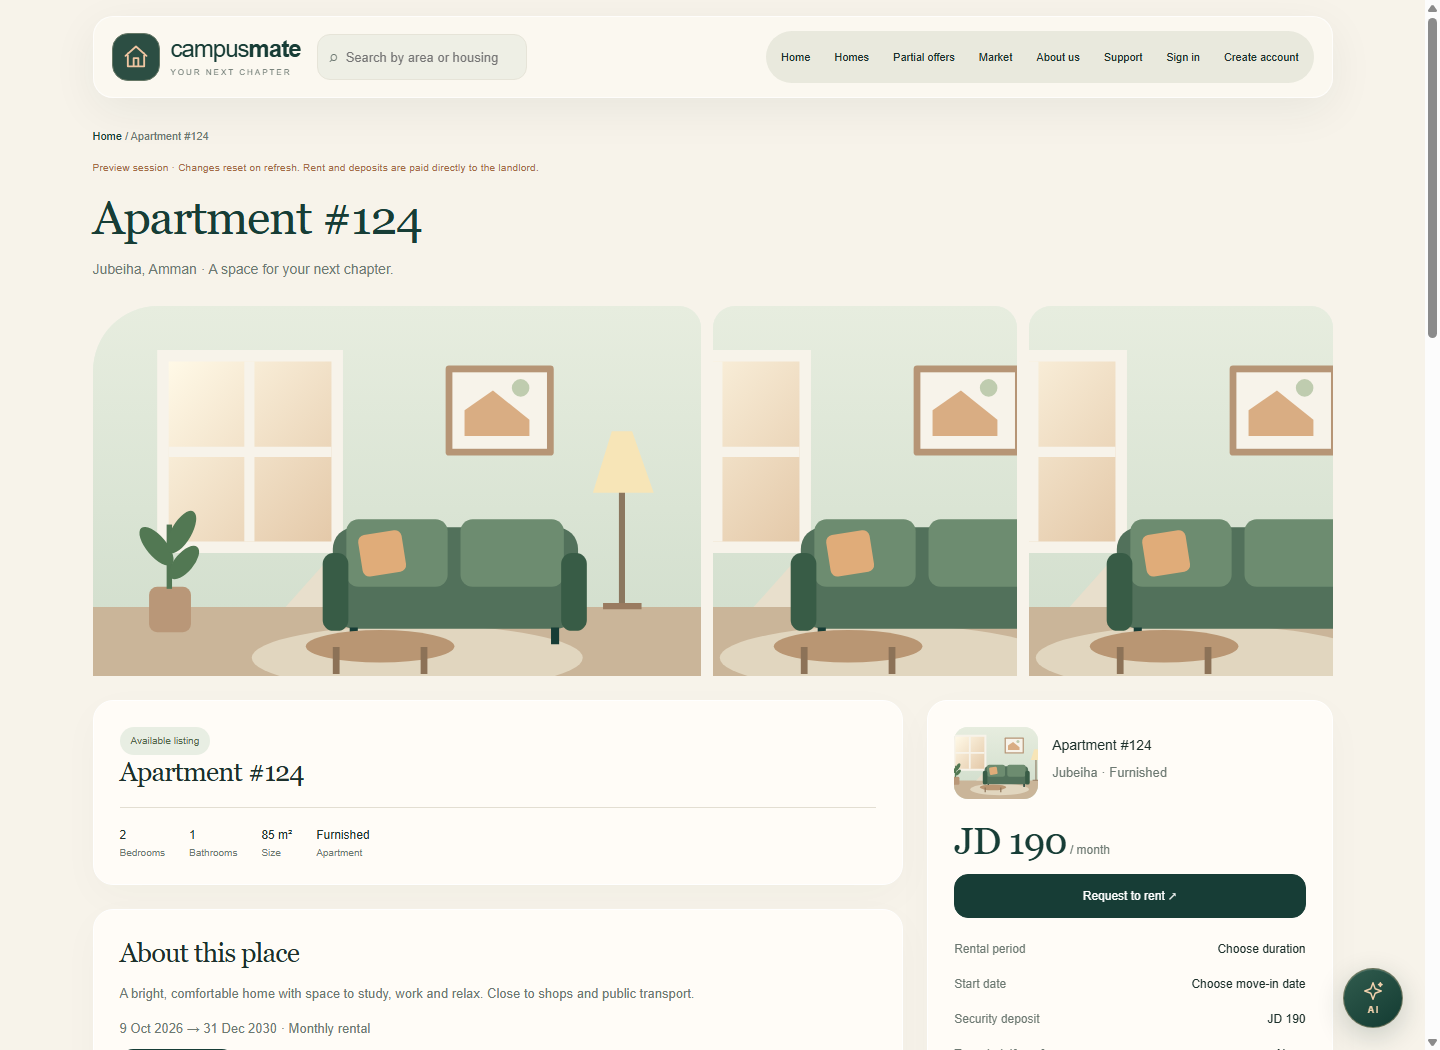 campusmate
YOUR NEXT CHAPTER
Search by area or housing
Home
Homes
Partial offers
Market
About us
Support
Sign in
Create account
Home / Apartment #124
Preview session · Changes reset on refresh. Rent and deposits are paid directly to the landlord.
Apartment #124
Jubeiha, Amman · A space for your next chapter.
Available listing
Apartment #124
2
Bedrooms
1
Bathrooms
85 m²
Size
Furnished
Apartment
About this place
A bright, comfortable home with space to study, work and relax. Close to shops and public transport.
9 Oct 2026 → 31 Dec 2030 · Monthly rental
Apartment #124
Jubeiha · Furnished
JD 190 / month
Request to rent ↗
Rental period Choose duration
Start date Choose move-in date
Security deposit JD 190
AI